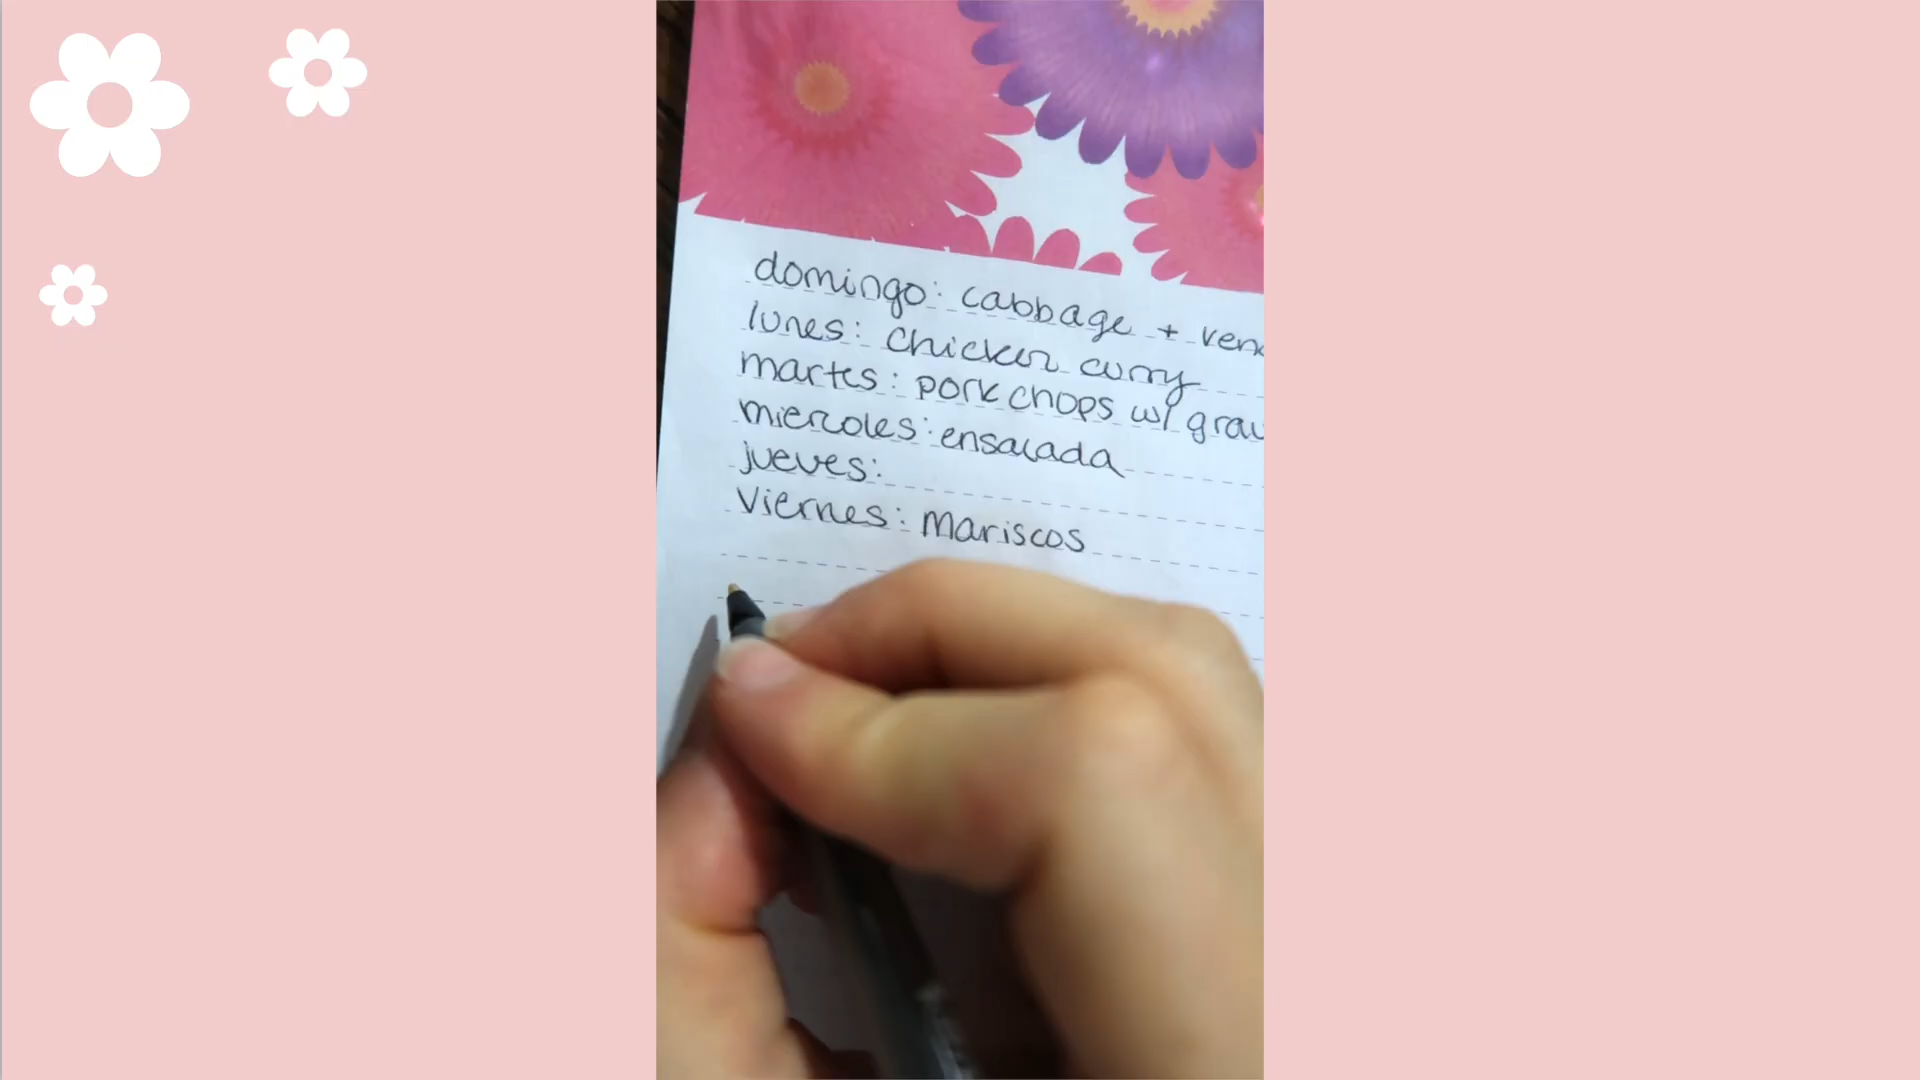 domingo: cabbage +
lunes: chicken curry
martes: pork chops w/
miercoles: ensalada
jueves:
viernes: Mariscos